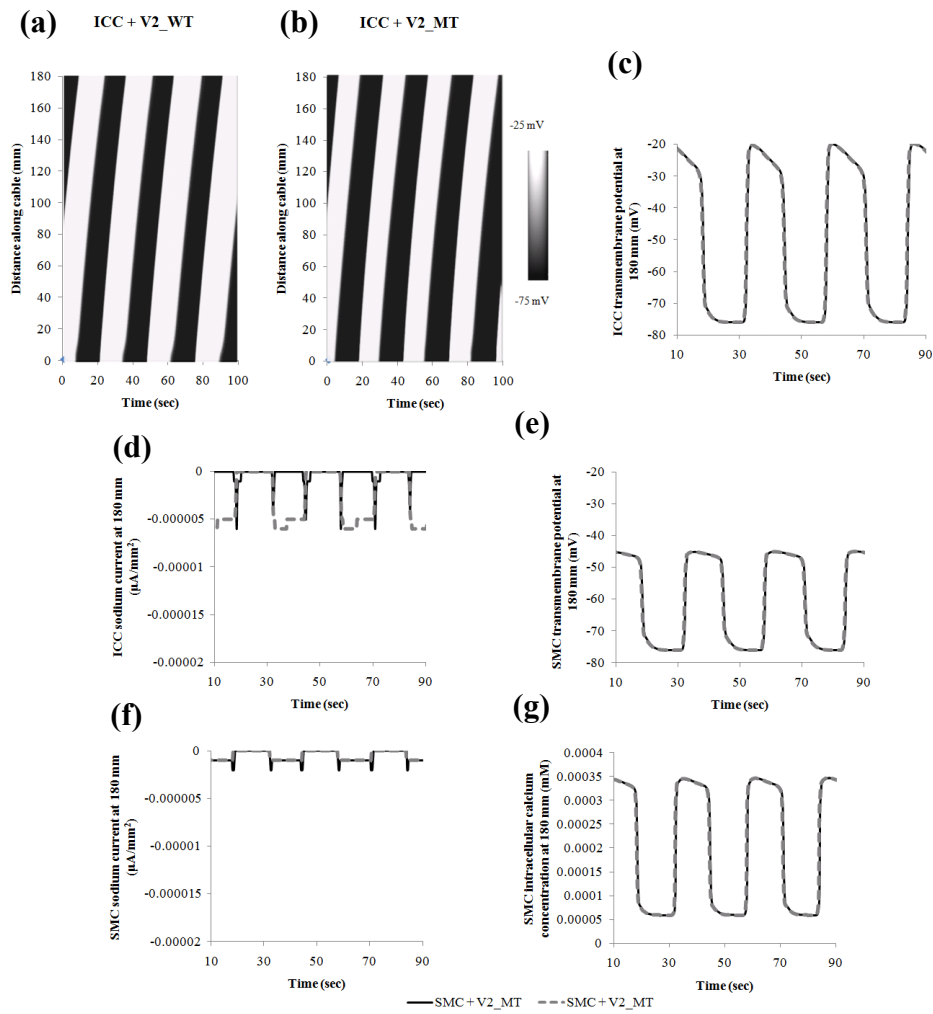 (a) ICC + V2_WT
180
160
140
120
100
80
60
40
20
0
Distance along cable (mm)
0 20 40 60 80 100
Time (sec)
(b) ICC + V2_MT
180
160
140
120
100
80
60
40
20
0
Distance along cable (mm)
0 20 40 60 80 100
Time (sec)
-25 mV
-75 mV
(c)
-20
-30
-40
-50
-60
-70
-80
ICC transmembrane potential at
180 mm (mV)
10 30 50 70 90
Time (sec)
(d)
0
-0.000005
-0.00001
-0.000015
-0.00002
ICC sodium current at 180 mm
(µA/mm²)
10 30 50 70 90
Time (sec)
(e)
-20
-30
-40
-50
-60
-70
-80
SMC transmembrane potential at
180 mm (mV)
10 30 50 70 90
Time (sec)
(f)
0
-0.000005
-0.00001
-0.000015
-0.00002
SMC sodium current at 180 mm
(µA/mm²)
10 30 50 70 90
Time (sec)
(g)
0.0004
0.00035
0.0003
0.00025
0.0002
0.00015
0.0001
0.00005
0
SMC intracellular calcium
concentration at 180 mm (mM)
10 30 50 70 90
Time (sec)
SMC + V2_MT SMC + V2_MT